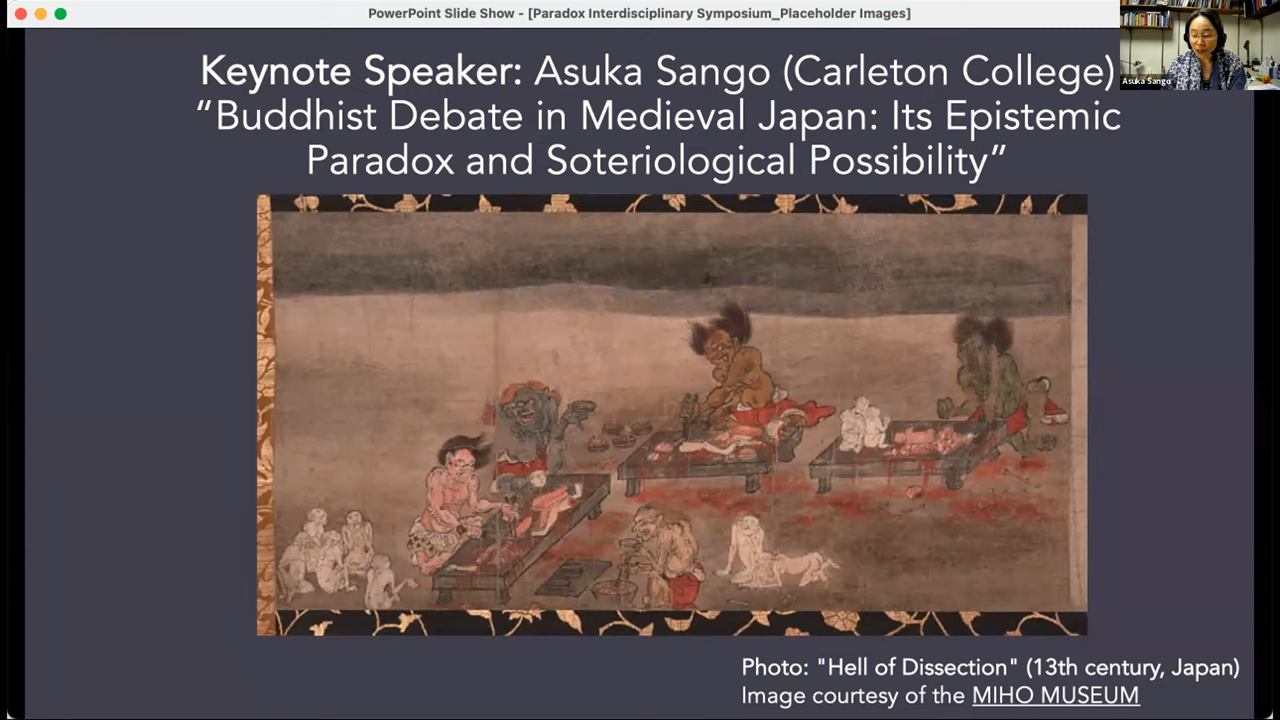 PowerPoint Slide Show - [Paradox Interdisciplinary Symposium_Placeholder Images]
Asuka Sango
Keynote Speaker: Asuka Sango (Carleton College)
“Buddhist Debate in Medieval Japan: Its Epistemic
Paradox and Soteriological Possibility”
Photo: "Hell of Dissection" (13th century, Japan)
Image courtesy of the MIHO MUSEUM